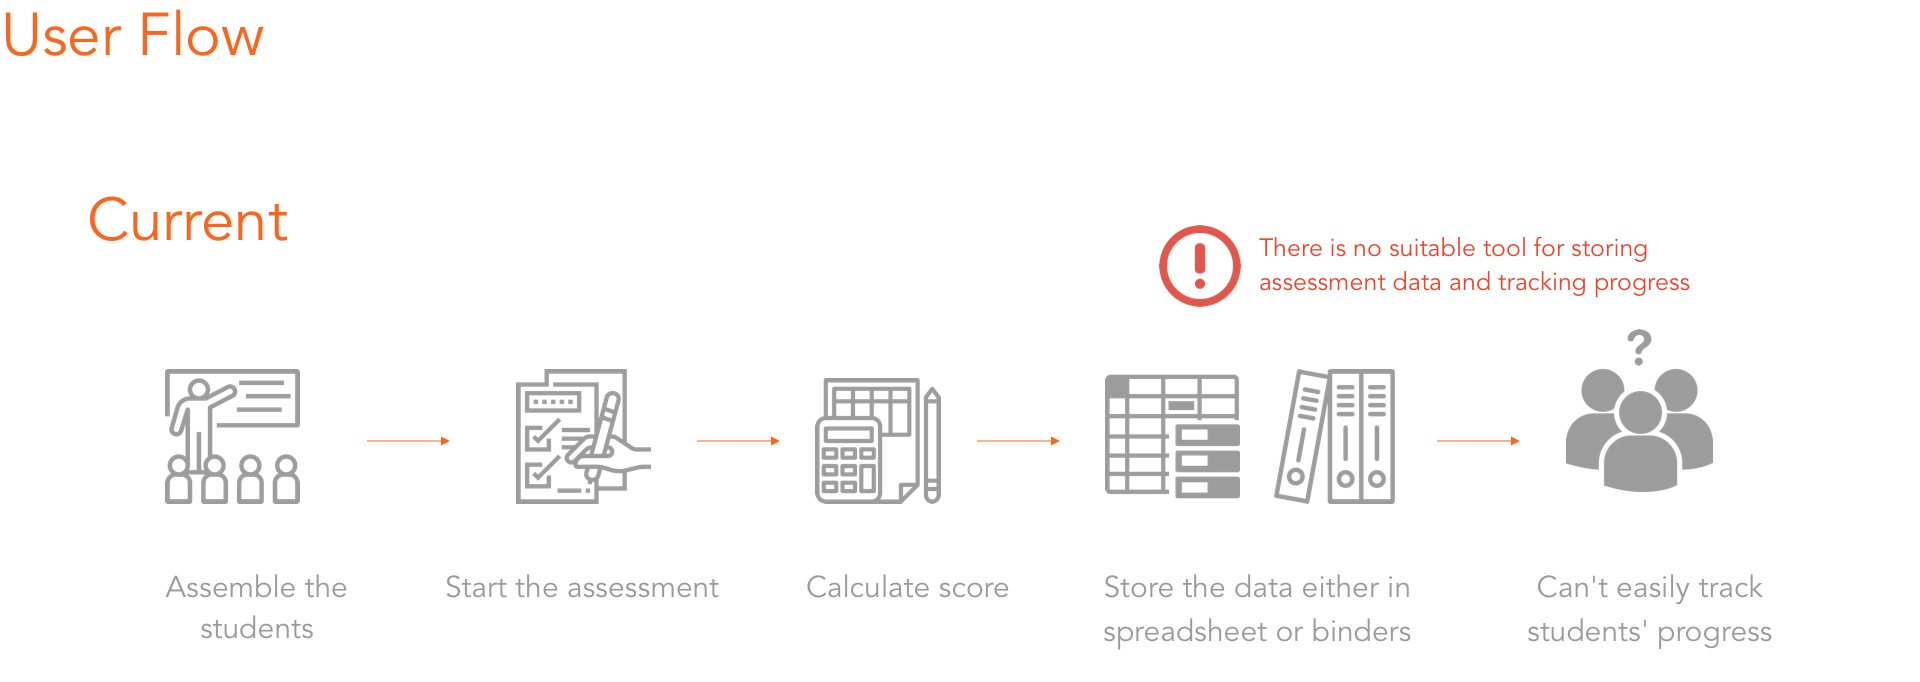 User Flow
Current
There is no suitable tool for storing
assessment data and tracking progress
?
Assemble the
students
Start the assessment
Calculate score
Store the data either in
spreadsheet or binders
Can't easily track
students' progress